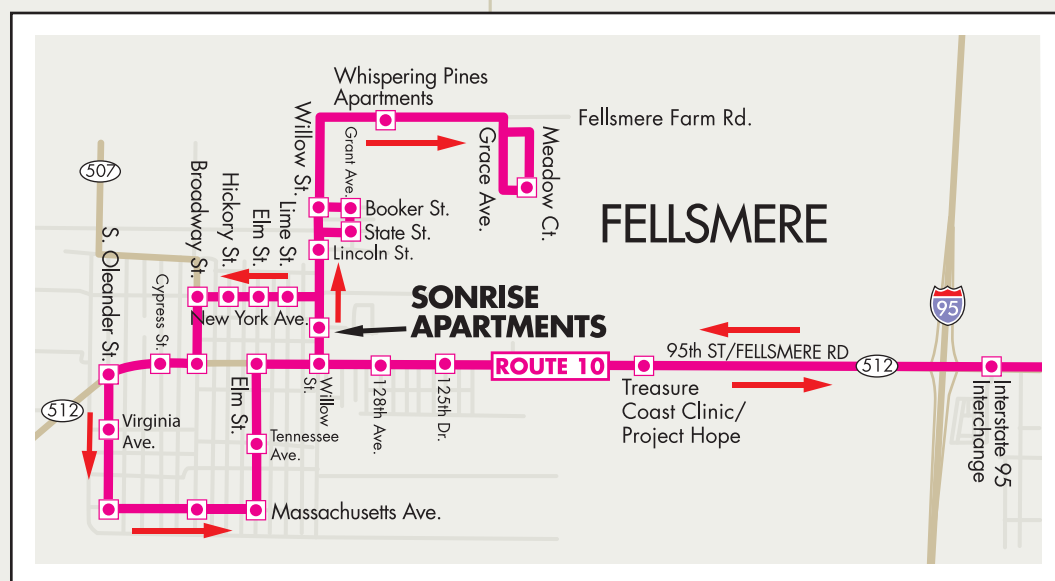 Whispering Pines
Apartments
Fellsmere Farm Rd.
Willow St.
Grant Ave.
Grace Ave.
Meadow Ct.
507
Broadway St.
Hickory St.
Elm St.
Lime St.
Booker St.
State St.
Lincoln St.
FELLSMERE
S. Oleander St.
Cypress St.
New York Ave.
SONRISE
APARTMENTS
95
95th ST/FELLSMERE RD
ROUTE 10
512
512
Elm St.
Willow
St.
128th Ave.
125th Dr.
Treasure
Coast Clinic/
Project Hope
Interstate 95
Interchange
Virginia
Ave.
Tennessee
Ave.
Massachusetts Ave.